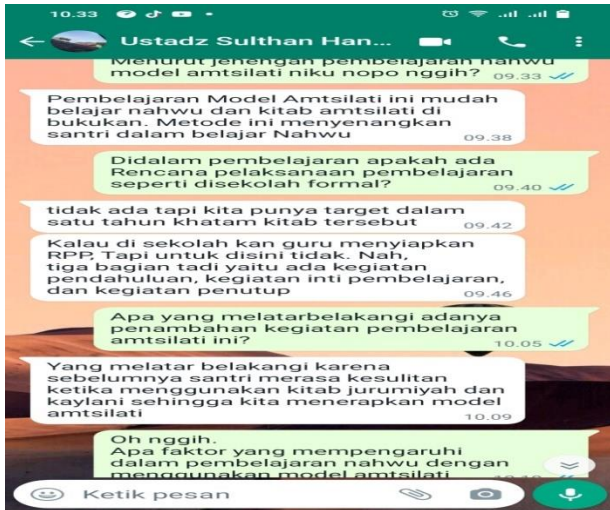 10.33
Ustadz Sulthan Han...
Menurut jenengan pembelajaran nahwu
model amtsilati niku nopo nggih? 09.33
Pembelajaran Model Amtsilati ini mudah
belajar nahwu dan kitab amtsilati di
bukukan. Metode ini menyenangkan
santri dalam belajar Nahwu 09.38
Didalam pembelajaran apakah ada
Rencana pelaksanaan pembelajaran
seperti disekolah formal? 09.40
tidak ada tapi kita punya target dalam
satu tahun khatam kitab tersebut 09.42
Kalau di sekolah kan guru menyiapkan
RPP, Tapi untuk disini tidak. Nah,
tiga bagian tadi yaitu ada kegiatan
pendahuluan, kegiatan inti pembelajaran,
dan kegiatan penutup 09.46
Apa yang melatarbelakangi adanya
penambahan kegiatan pembelajaran
amtsilati ini? 10.05
Yang melatar belakangi karena
sebelumnya santri merasa kesulitan
ketika menggunakan kitab jurumiyah dan
kaylani sehingga kita menerapkan model
amtsilati 10.09
Oh nggih.
Apa faktor yang mempengaruhi
dalam pembelajaran nahwu dengan
menggunakan model amtsilati
Ketik pesan